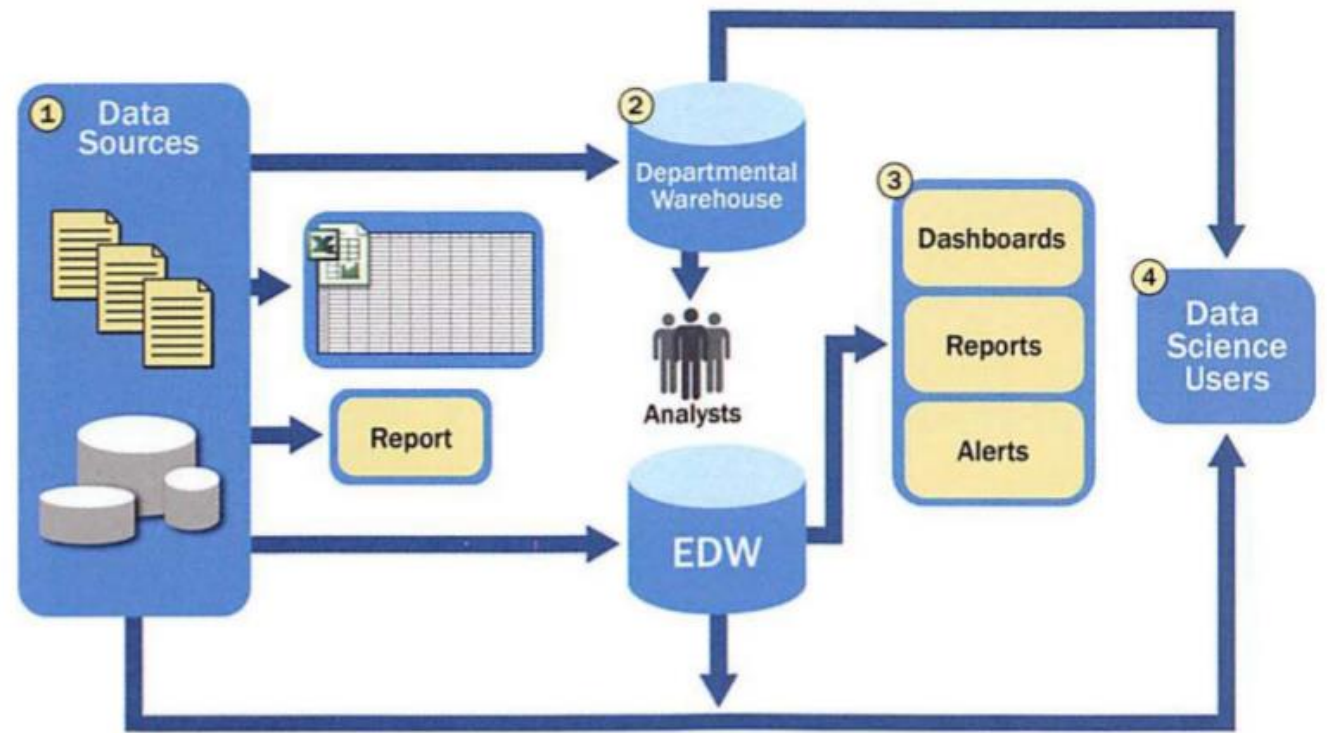 1
Data
Sources
2
Departmental
Warehouse
Analysts
Report
EDW
3
Dashboards
Reports
Alerts
4
Data
Science
Users